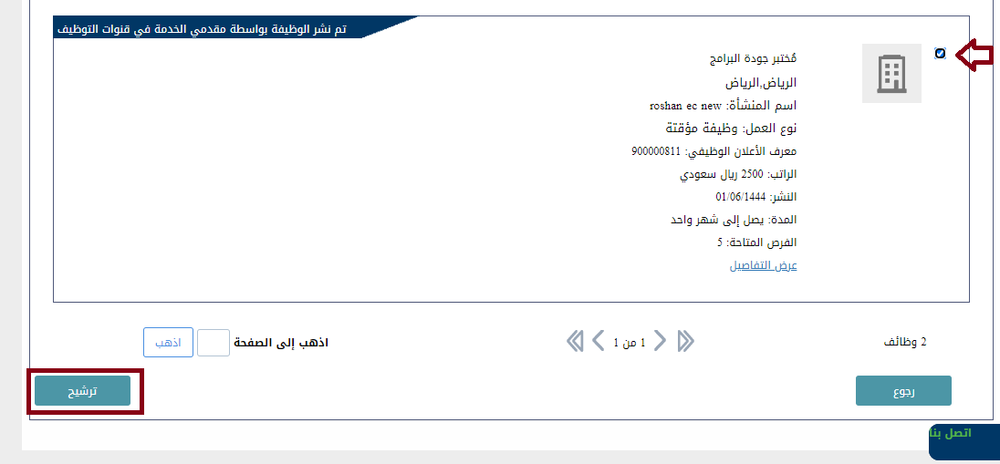 تم نشر الوظيفة بواسطة مقدمي الخدمة في قنوات التوظيف
مُختبر جودة البرامج
الرياض,الرياض
اسم المنشأة: roshan ec new
نوع العمل: وظيفة مؤقتة
معرف الأعلان الوظيفي: 900000811
الراتب: 2500 ريال سعودي
النشر: 01/06/1444
المدة: يصل إلى شهر واحد
الفرص المتاحة: 5
عرض التفاصيل
2 وظائف
1 من 1
اذهب إلى الصفحة
اذهب
رجوع
ترشيح
اتصل بنا